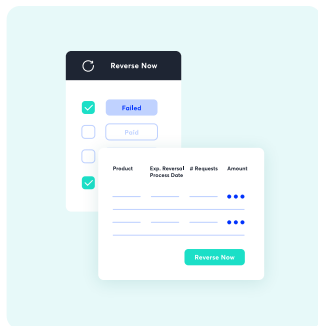 Reverse Now
Failed
Paid
Product Exp. Reversal # Requests Amount
Process Date
Reverse Now